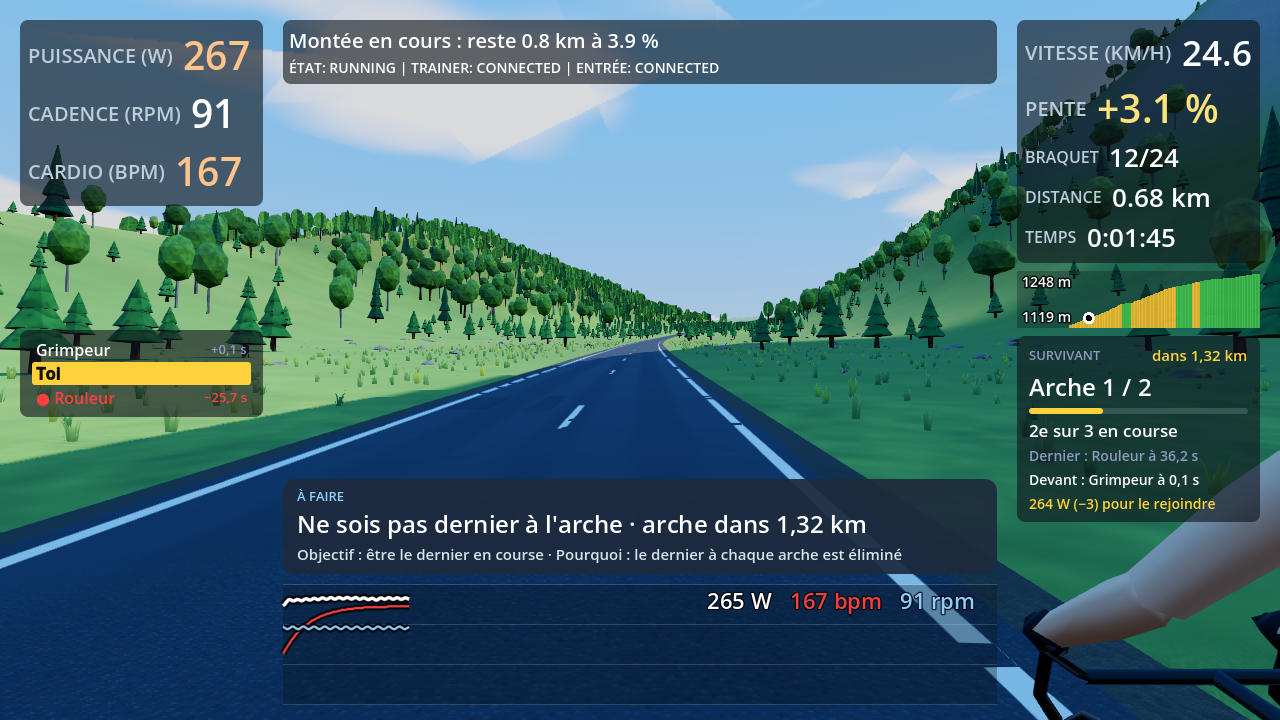 PUISSANCE (W) 267
CADENCE (RPM) 91
CARDIO (BPM) 167
Montée en cours : reste 0.8 km à 3.9 %
ÉTAT: RUNNING | TRAINER: CONNECTED | ENTRÉE: CONNECTED
VITESSE (KM/H) 24.6
PENTE +3.1 %
BRAQUET 12/24
DISTANCE 0.68 km
TEMPS 0:01:45
1248 m
1119 m
Grimpeur +0,1 s
Toi
Rouleur −25,7 s
SURVIVANT dans 1,32 km
Arche 1 / 2
2e sur 3 en course
Dernier : Rouleur à 36,2 s
Devant : Grimpeur à 0,1 s
264 W (−3) pour le rejoindre
À FAIRE
Ne sois pas dernier à l'arche · arche dans 1,32 km
Objectif : être le dernier en course · Pourquoi : le dernier à chaque arche est éliminé
265 W 167 bpm 91 rpm